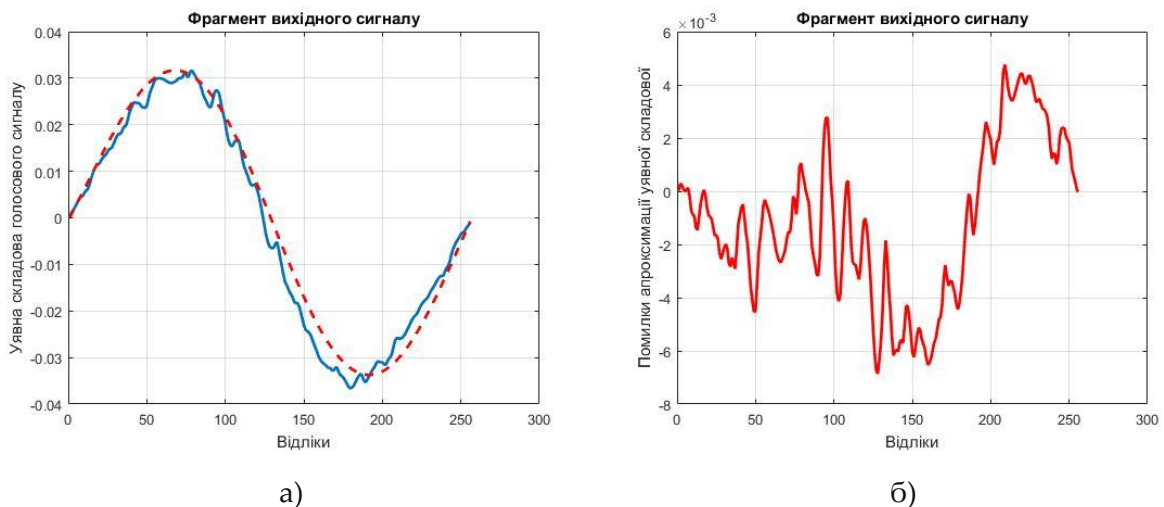 Фрагмент вихідного сигналу
Уявна складова голосового сигналу
0.04
0.03
0.02
0.01
0
-0.01
-0.02
-0.03
-0.04
0 50 100 150 200 250 300
Відліки
а)
Фрагмент вихідного сигналу
×10⁻³
Помилки апроксимації уявної складової
6
4
2
0
-2
-4
-6
-8
0 50 100 150 200 250 300
Відліки
б)